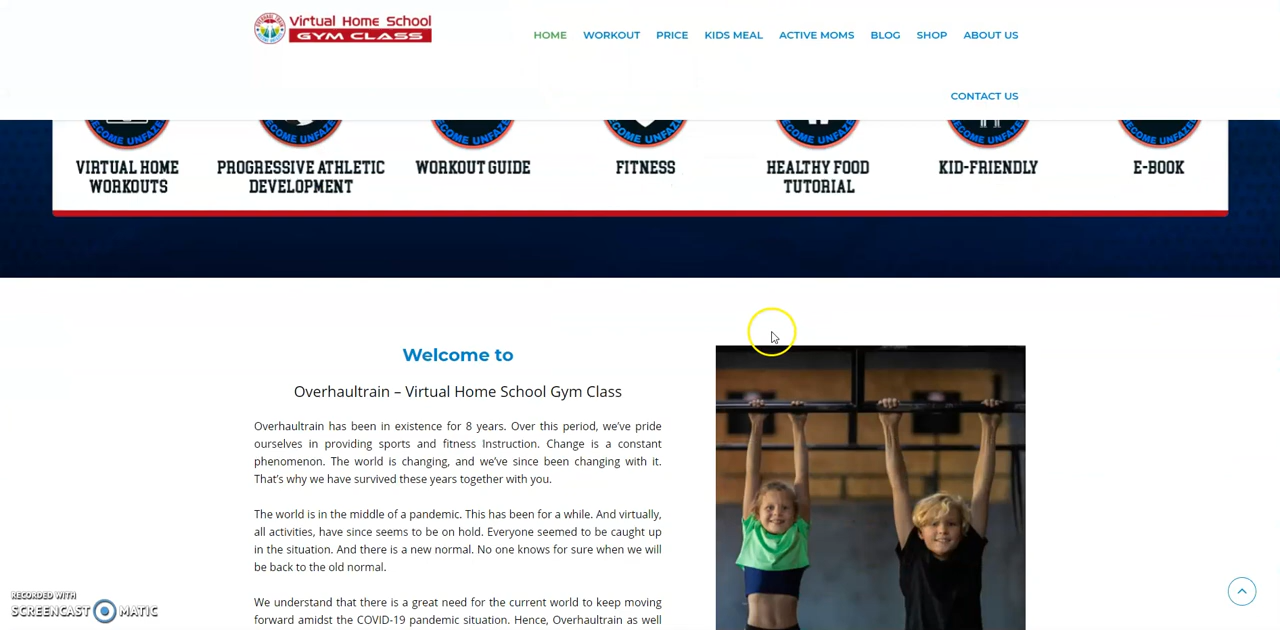 Virtual Home School
GYM CLASS
HOME WORKOUT PRICE KIDS MEAL ACTIVE MOMS BLOG SHOP ABOUT US
CONTACT US
VIRTUAL HOME
WORKOUTS
PROGRESSIVE ATHLETIC
DEVELOPMENT
WORKOUT GUIDE
FITNESS
HEALTHY FOOD
TUTORIAL
KID-FRIENDLY
E-BOOK
Welcome to
Overhaultrain – Virtual Home School Gym Class
Overhaultrain has been in existence for 8 years. Over this period, we’ve pride
ourselves in providing sports and fitness Instruction. Change is a constant
phenomenon. The world is changing, and we’ve since been changing with it.
That’s why we have survived these years together with you.
The world is in the middle of a pandemic. This has been for a while. And virtually,
all activities, have since seems to be on hold. Everyone seemed to be caught up
in the situation. And there is a new normal. No one knows for sure when we will
be back to the old normal.
We understand that there is a great need for the current world to keep moving
forward amidst the COVID-19 pandemic situation. Hence, Overhaultrain as well
RECORDED WITH
SCREENCAST MATIC